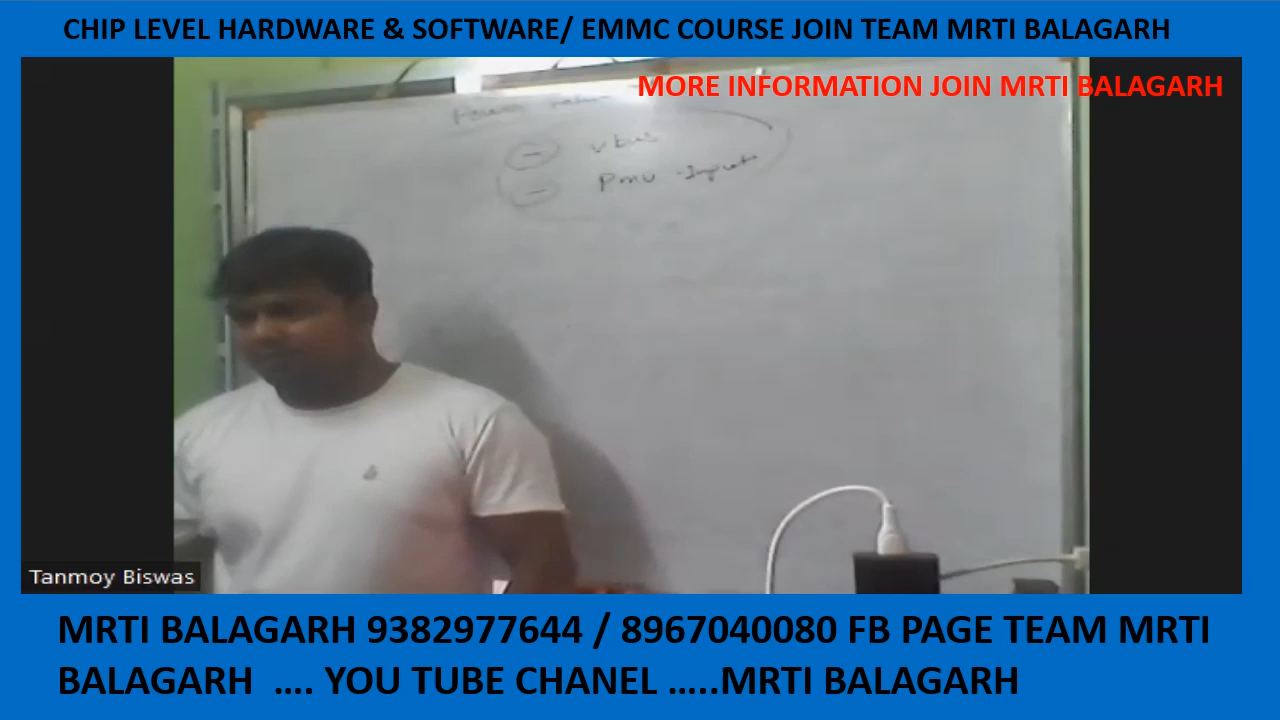 CHIP LEVEL HARDWARE & SOFTWARE/ EMMC COURSE JOIN TEAM MRTI BALAGARH
MORE INFORMATION JOIN MRTI BALAGARH
vbus
PMU - Input
Tanmoy Biswas
MRTI BALAGARH 9382977644 / 8967040080 FB PAGE TEAM MRTI
BALAGARH .... YOU TUBE CHANEL .....MRTI BALAGARH